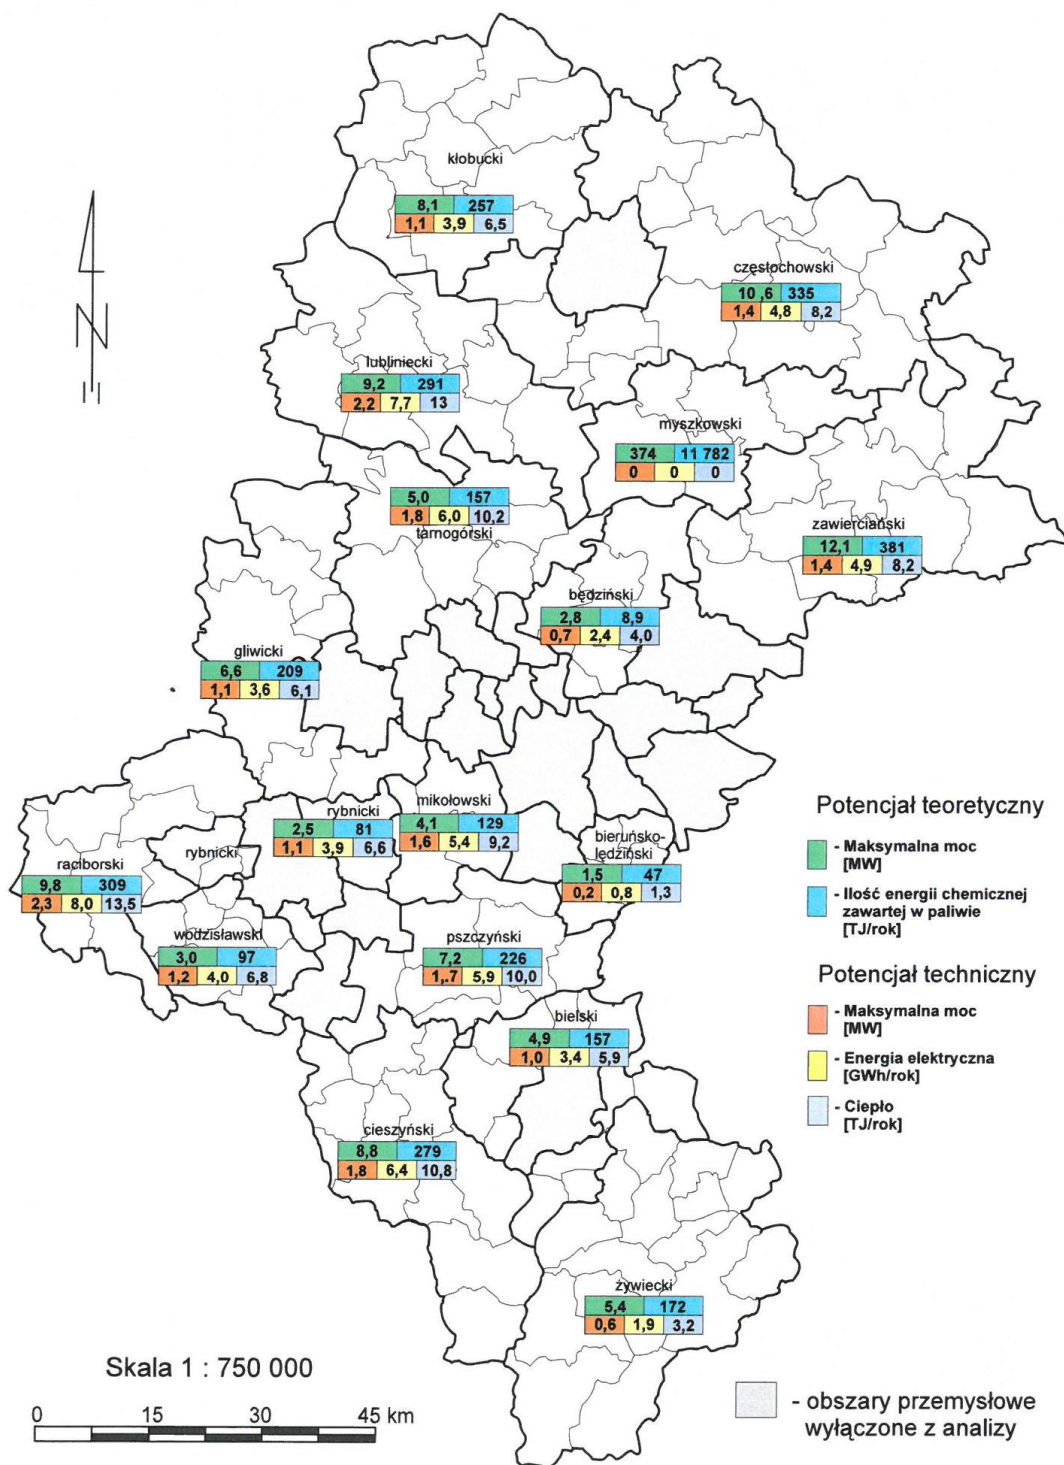 kłobucki
8,1 257
1,1 3,9 6,5
częstochowski
10 ,6 335
1,4 4,8 8,2
N
lubliniecki
9,2 291
2,2 7,7 13
myszkowski
374 11 782
0 0 0
5,0 157
1,8 6,0 10,2
tarnogórski
zawierciański
12,1 381
1,4 4,9 8,2
będziński
2,8 8,9
0,7 2,4 4,0
gliwicki
6,6 209
1,1 3,6 6,1
rybnicki
2,5 81
1,1 3,9 6,6
mikołowski
4,1 129
1,6 5,4 9,2
bieruńsko-
lędziński
1,5 47
0,2 0,8 1,3
rybnicki
raciborski
9,8 309
2,3 8,0 13,5
wodzisławski
3,0 97
1,2 4,0 6,8
pszczyński
7,2 226
1,.7 5,9 10,0
bielski
4,9 157
1,0 3,4 5,9
cieszyński
8,8 279
1,8 6,4 10,8
żywiecki
5,4 172
0,6 1,9 3,2
Potencjał teoretyczny
- Maksymalna moc
[MW]
- Ilość energii chemicznej
zawartej w paliwie
[TJ/rok]
Potencjał techniczny
- Maksymalna moc
[MW]
- Energia elektryczna
[GWh/rok]
- Ciepło
[TJ/rok]
Skala 1 : 750 000
0 15 30 45 km
- obszary przemysłowe
wyłączone z analizy